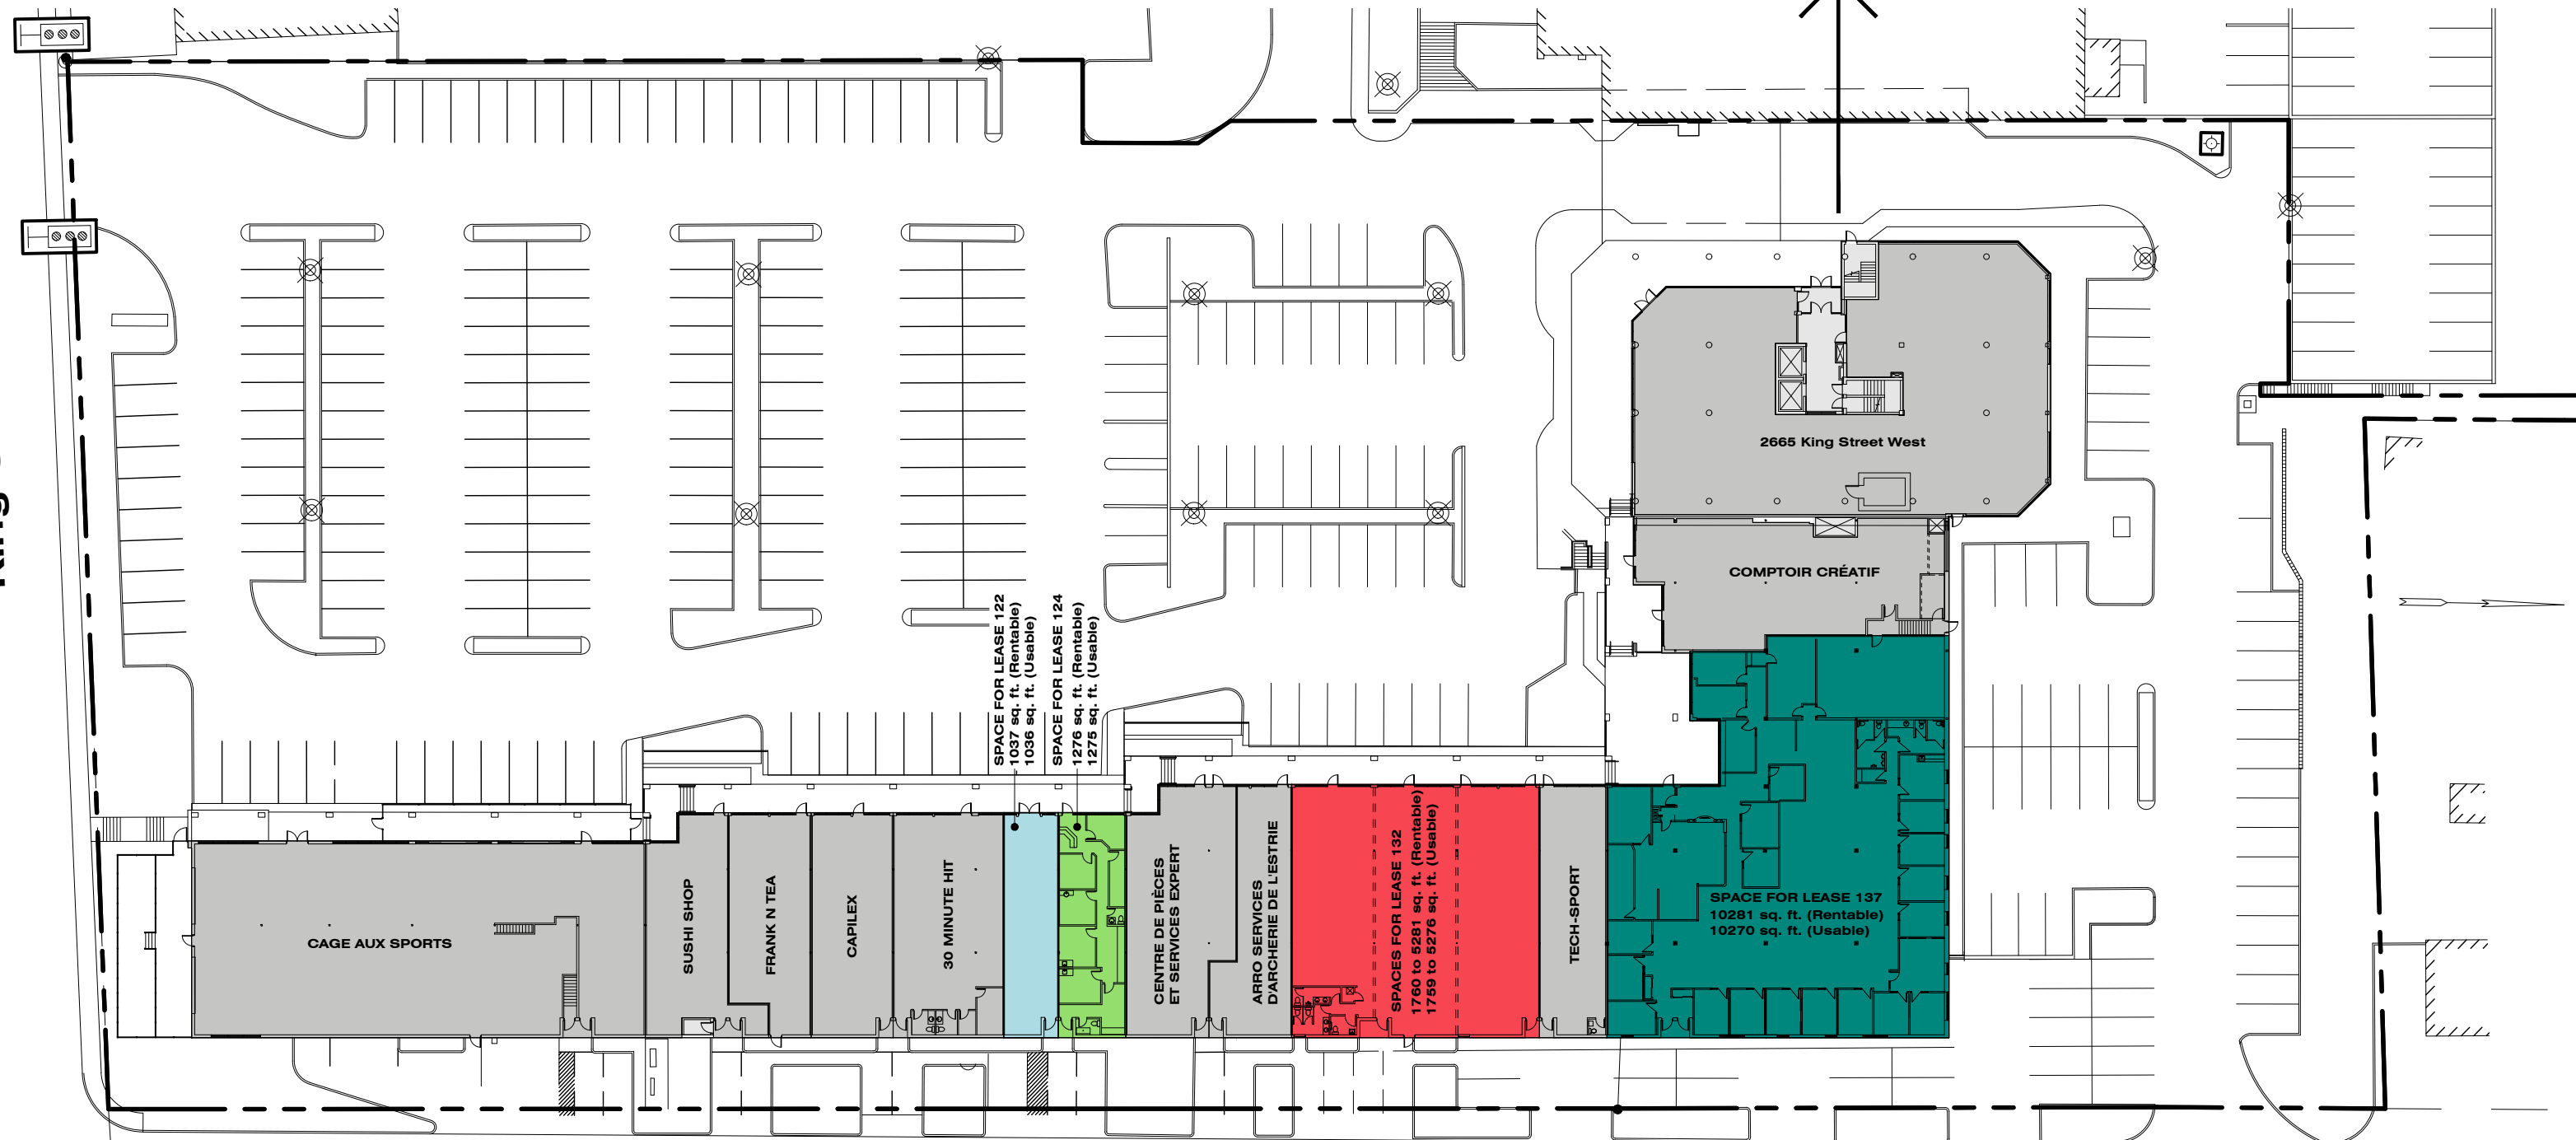 2665 King Street West
COMPTOIR CRÉATIF
SPACE FOR LEASE 122
1037 sq. ft. (Rentable)
1036 sq. ft. (Usable)
SPACE FOR LEASE 124
1276 sq. ft. (Rentable)
1275 sq. ft. (Usable)
CAGE AUX SPORTS
SUSHI SHOP
FRANK N TEA
CAPILEX
30 MINUTE HIT
CENTRE DE PIÈCES
ET SERVICES EXPERT
ARRO SERVICES
D'ARCHERIE DE L'ESTRIE
SPACES FOR LEASE 132
1760 to 5281 sq. ft. (Rentable)
1759 to 5276 sq. ft. (Usable)
TECH-SPORT
SPACE FOR LEASE 137
10281 sq. ft. (Rentable)
10270 sq. ft. (Usable)